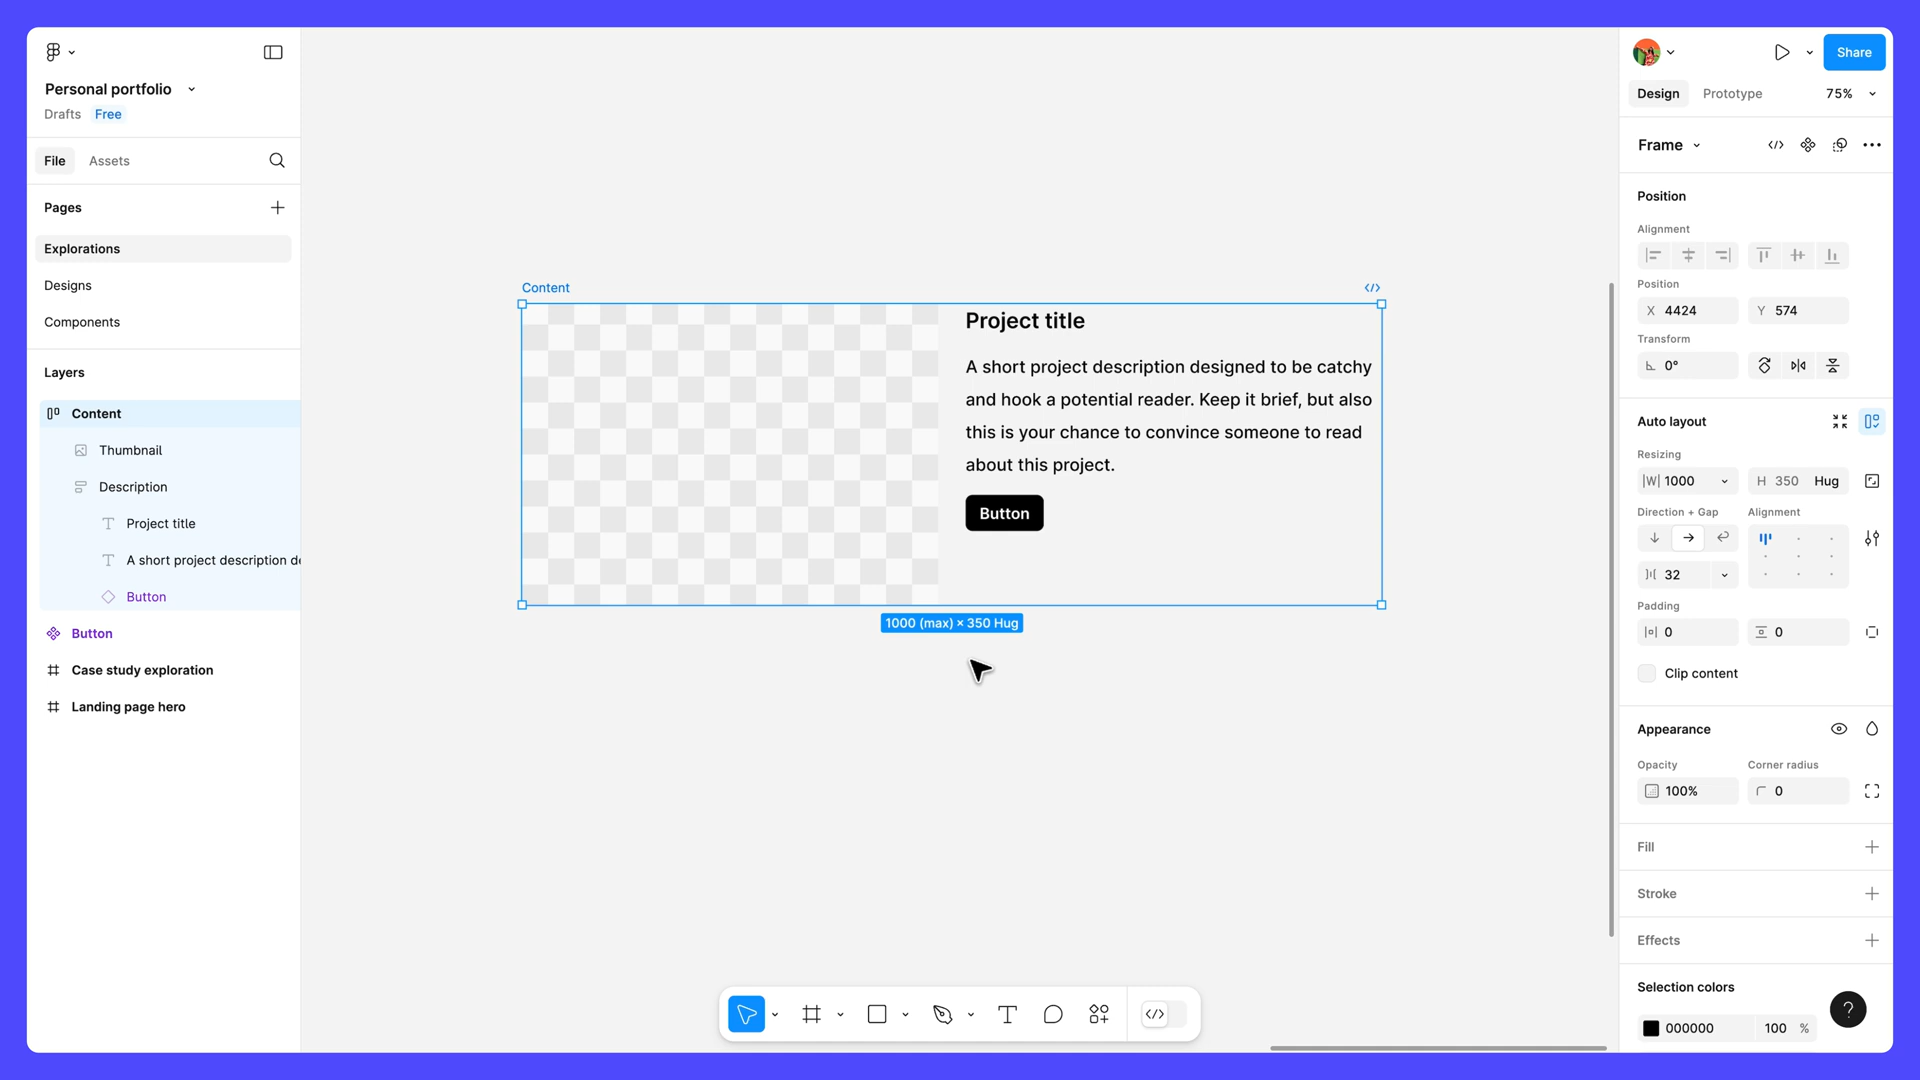 Personal portfolio
Drafts Free
File Assets
Pages
Explorations
Designs
Components
Layers
Content
Thumbnail
Description
Project title
A short project description de
Button
Button
Case study exploration
Landing page hero
Content
Project title
A short project description designed to be catchy
and hook a potential reader. Keep it brief, but also
this is your chance to convince someone to read
about this project.
Button
1000 (max) × 350 Hug
Share
Design Prototype 75%
Frame
Position
Alignment
Position
X 4424 Y 574
Transform
0°
Auto layout
Resizing
W 1000 H 350 Hug
Direction + Gap Alignment
32
Padding
0 0
Clip content
Appearance
Opacity Corner radius
100% 0
Fill
Stroke
Effects
Selection colors
000000 100 %
?